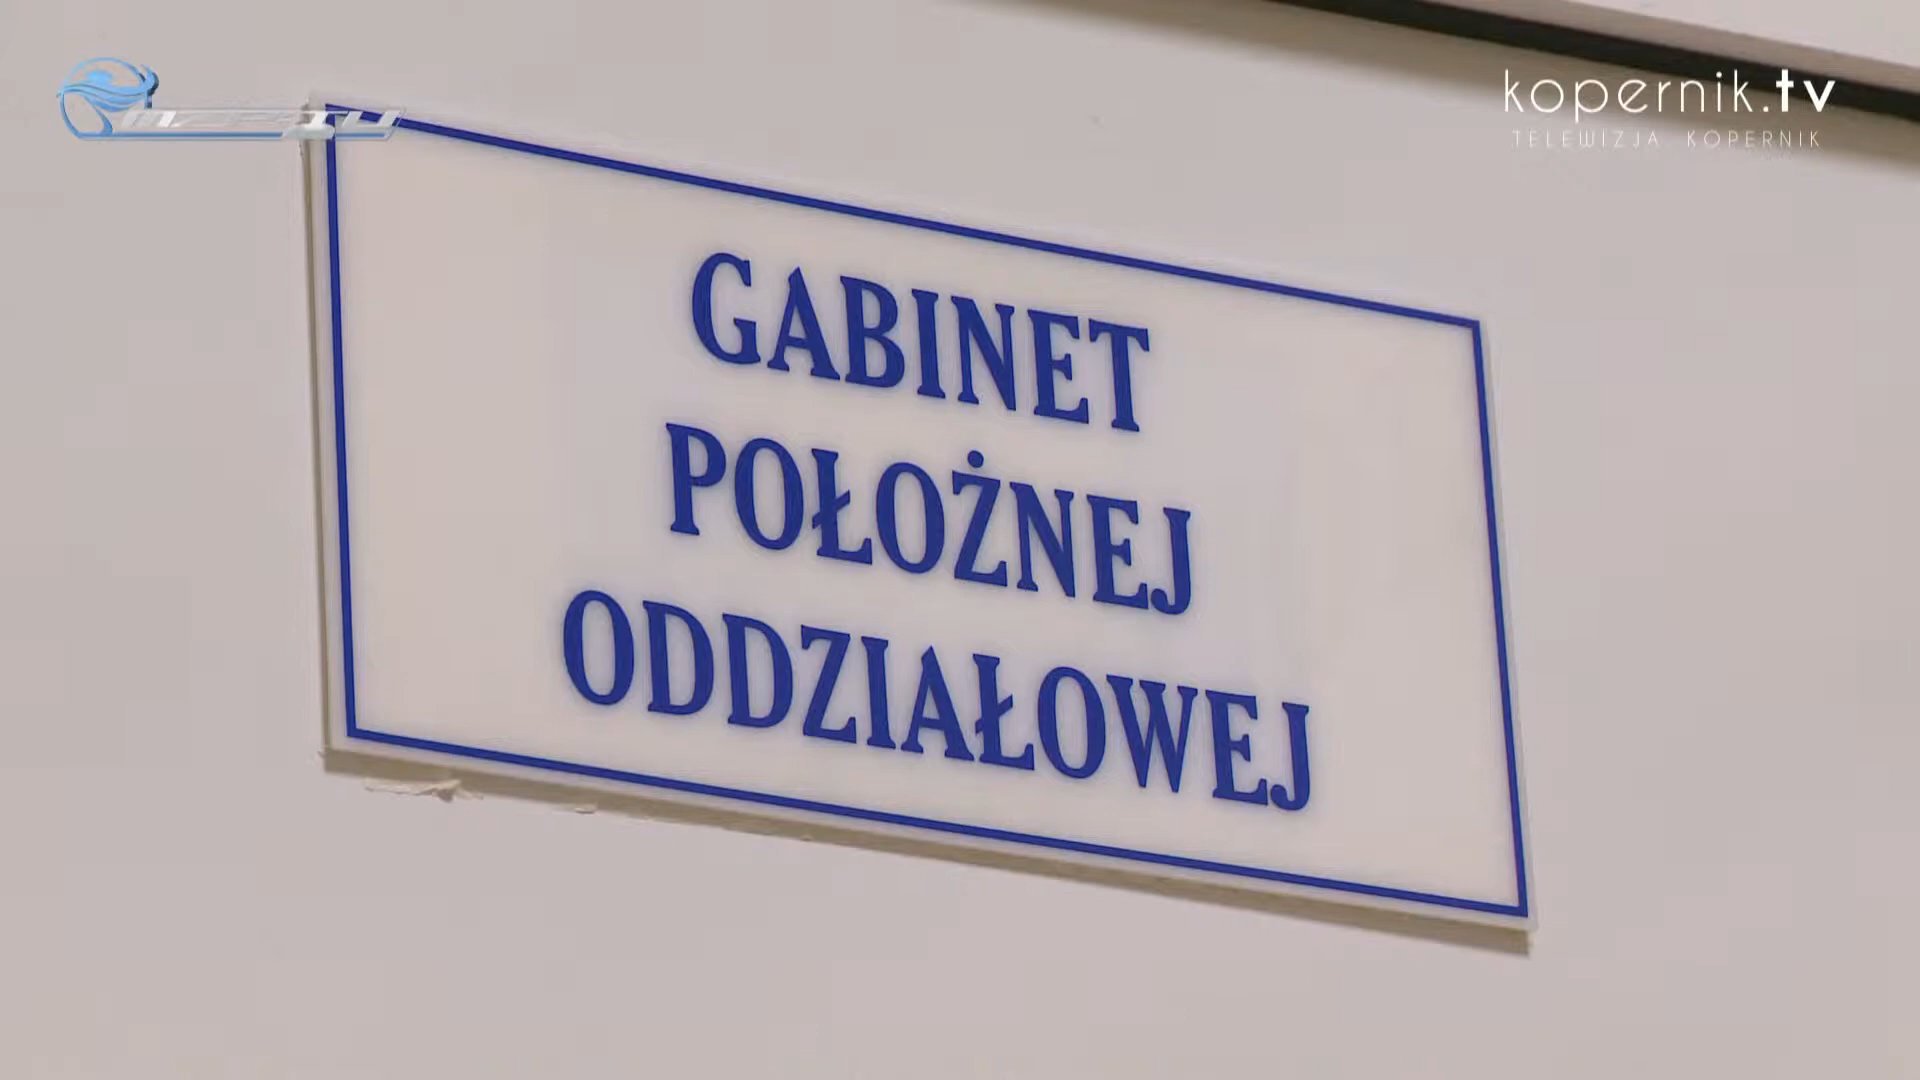 kopernik.tv
TELEWIZJA KOPERNIK
GABINET
POŁOŻNEJ
ODDZIAŁOWEJ